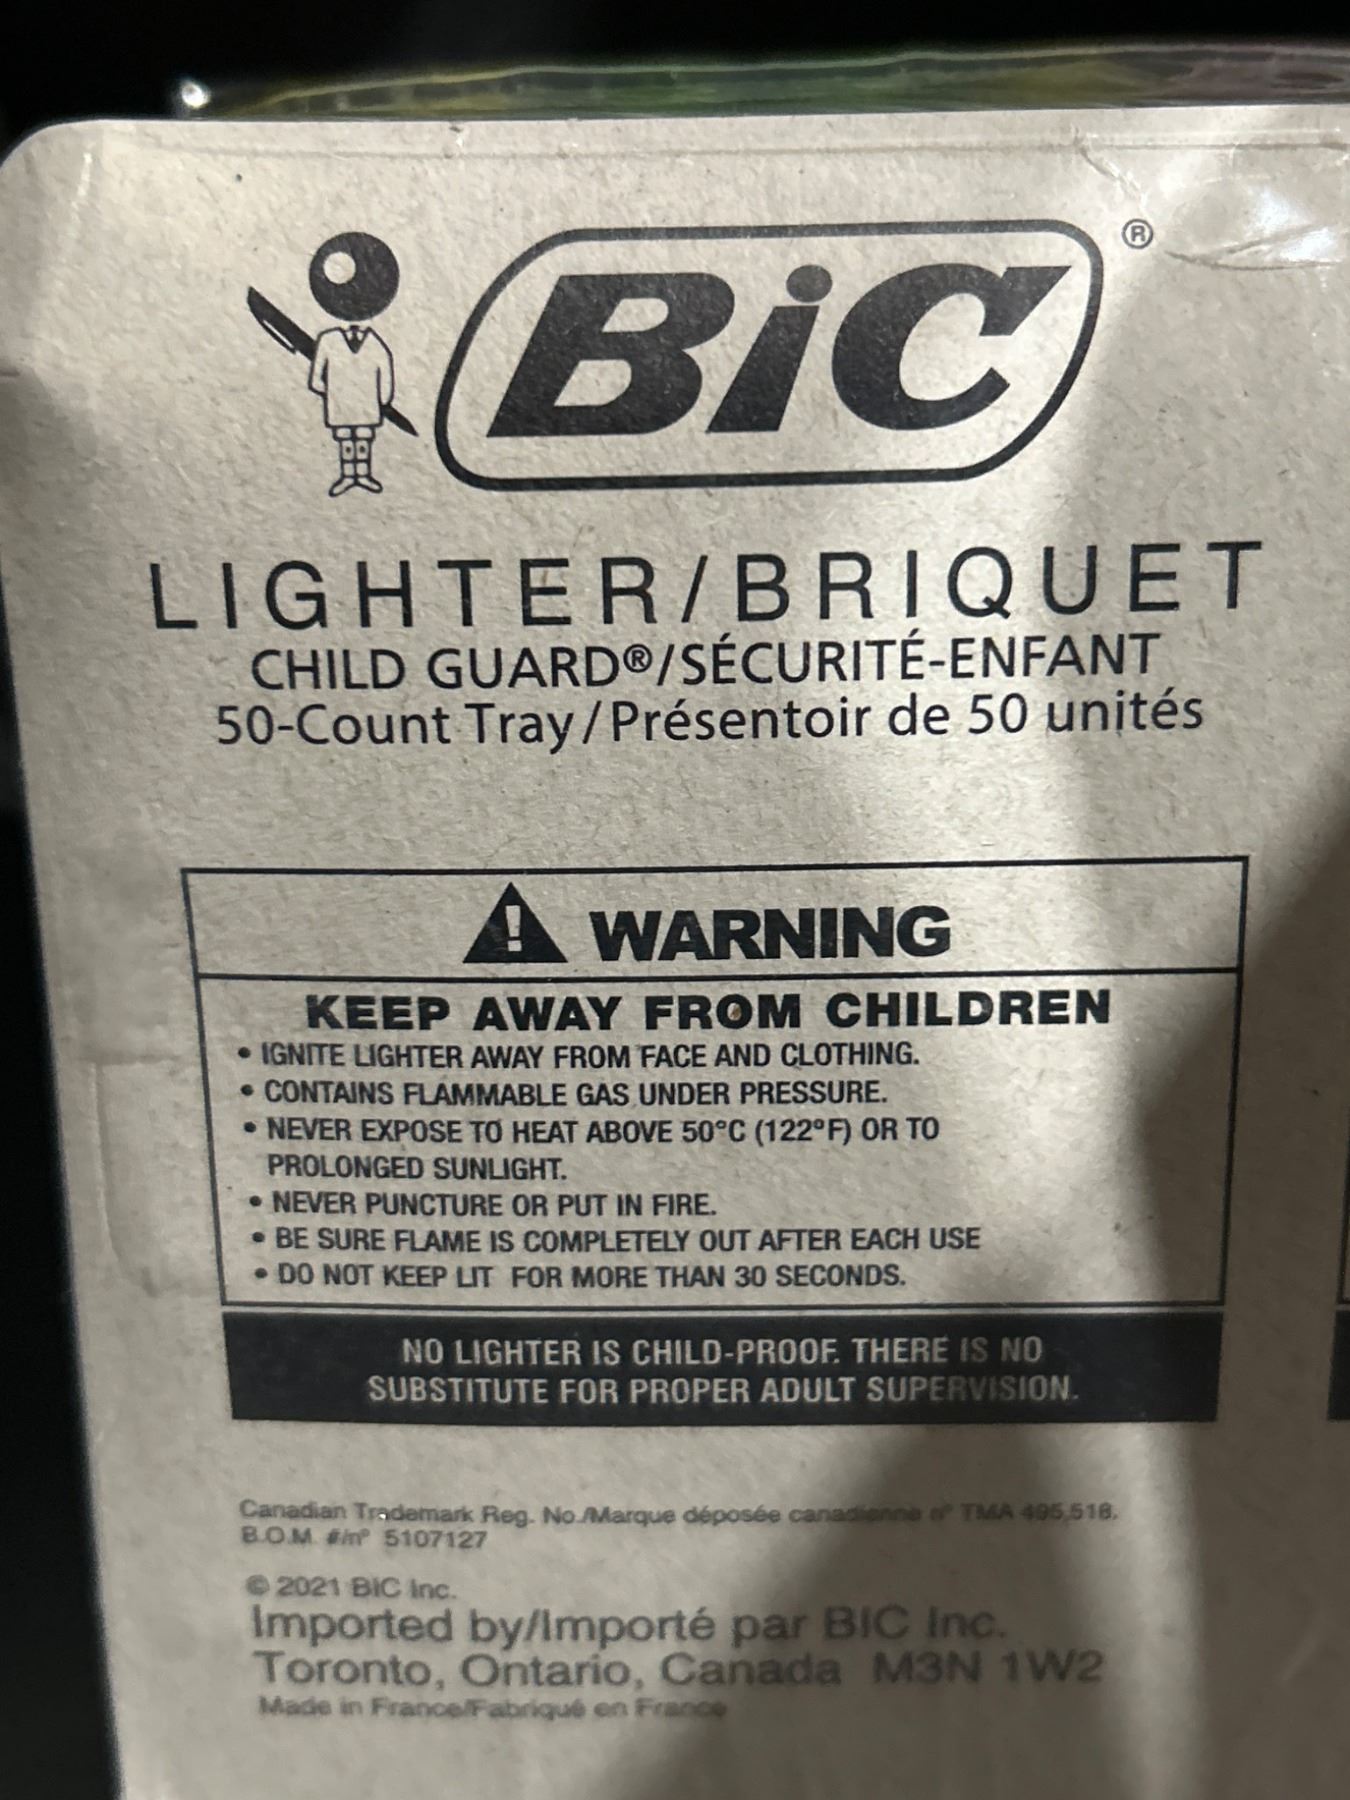 BiC®
LIGHTER/BRIQUET
CHILD GUARD®/SÉCURITÉ-ENFANT
50-Count Tray/Présentoir de 50 unités
WARNING
KEEP AWAY FROM CHILDREN
• IGNITE LIGHTER AWAY FROM FACE AND CLOTHING.
• CONTAINS FLAMMABLE GAS UNDER PRESSURE.
• NEVER EXPOSE TO HEAT ABOVE 50°C (122°F) OR TO
PROLONGED SUNLIGHT.
• NEVER PUNCTURE OR PUT IN FIRE.
• BE SURE FLAME IS COMPLETELY OUT AFTER EACH USE
• DO NOT KEEP LIT FOR MORE THAN 30 SECONDS.
NO LIGHTER IS CHILD-PROOF. THERE IS NO
SUBSTITUTE FOR PROPER ADULT SUPERVISION.
Canadian Trademark Reg. No./Marque déposée canadienne nº TMA 495,518.
B.O.M. #/nº 5107127
© 2021 BIC Inc.
Imported by/Importé par BIC Inc.
Toronto, Ontario, Canada M3N 1W2
Made in France/Fabriqué en France